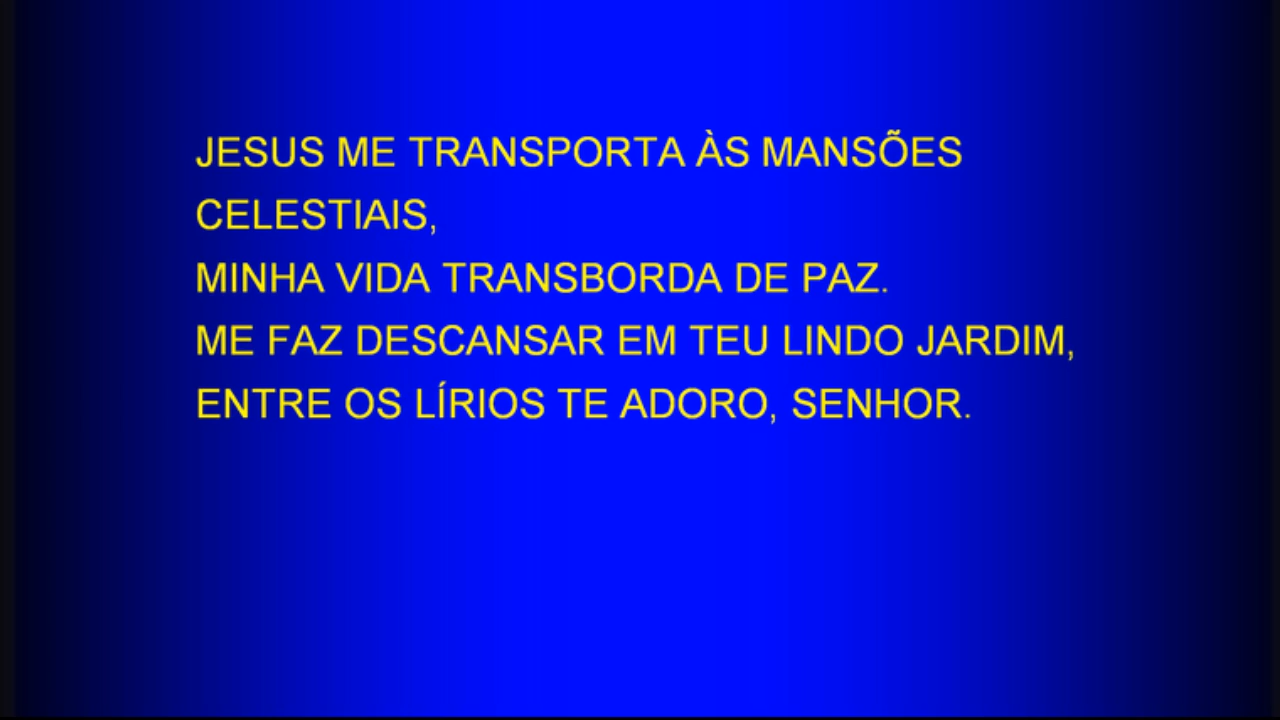 JESUS ME TRANSPORTA ÀS MANSÕES
CELESTIAIS,
MINHA VIDA TRANSBORDA DE PAZ.
ME FAZ DESCANSAR EM TEU LINDO JARDIM,
ENTRE OS LÍRIOS TE ADORO, SENHOR.